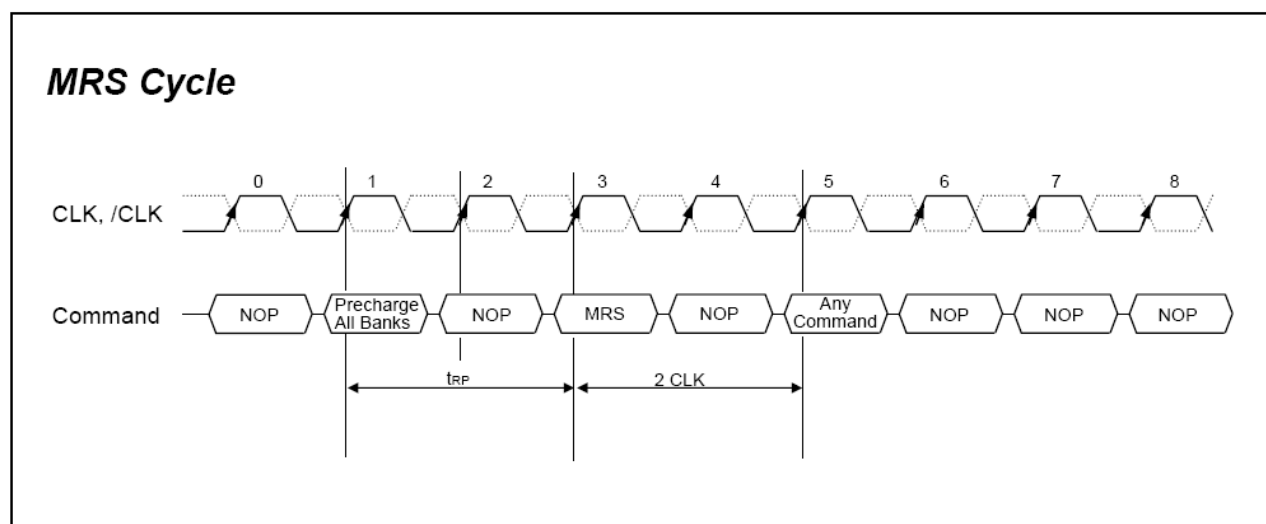 MRS Cycle
0 1 2 3 4 5 6 7 8
CLK, /CLK
Command
NOP
Precharge
All Banks
NOP
MRS
NOP
Any
Command
NOP
NOP
NOP
tRP
2 CLK